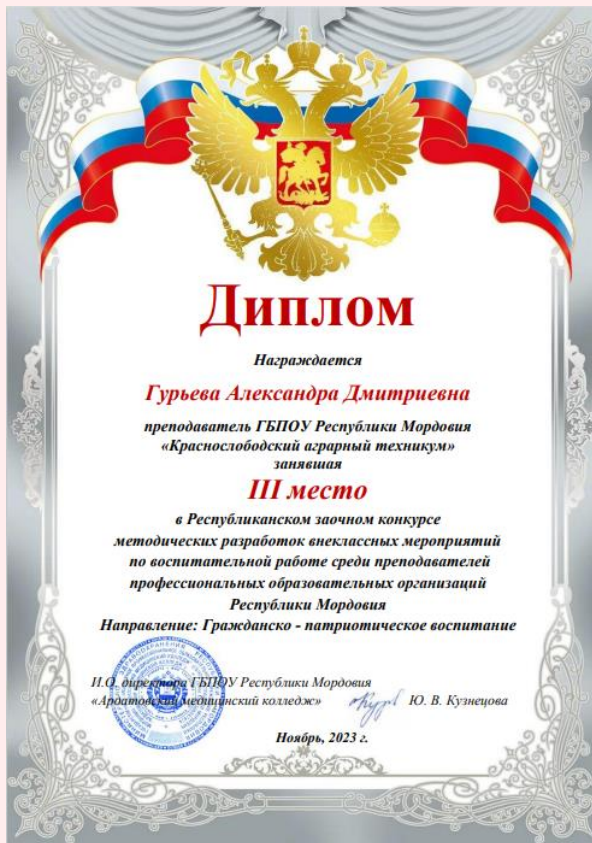 Диплом
Награждается
Гурьева Александра Дмитриевна
преподаватель ГБПОУ Республики Мордовия
«Краснослободский аграрный техникум»
занявшая
III место
в Республиканском заочном конкурсе
методических разработок внеклассных мероприятий
по воспитательной работе среди преподавателей
профессиональных образовательных организаций
Республики Мордовия
Направление: Гражданско - патриотическое воспитание
И.О. директора ГБПОУ Республики Мордовия
«Ардатовский медицинский колледж» Ю. В. Кузнецова
Ноябрь, 2023 г.